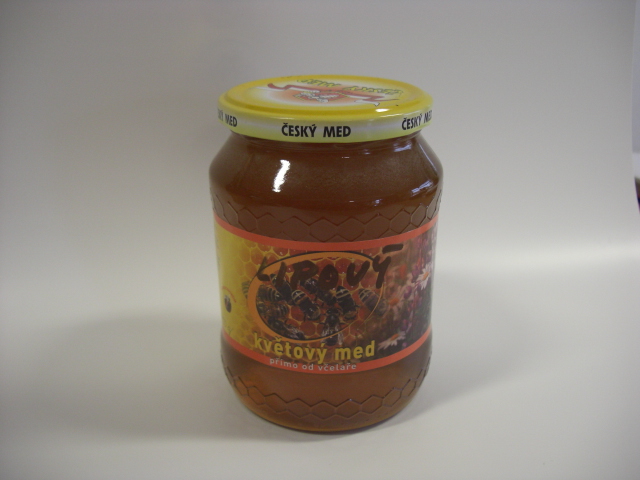 ČESKÝ MED
MED
ČESKÝ
LIPOVÝ
květový med
přímo od včelaře